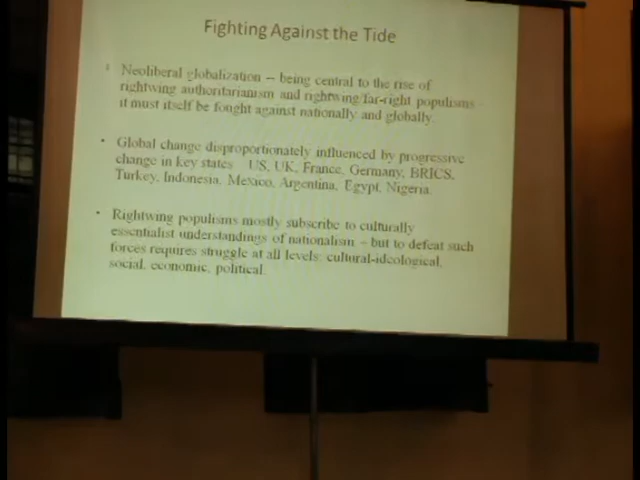 Fighting Against the Tide
• Neoliberal globalization – being central to the rise of
rightwing authoritarianism and rightwing/far-right populisms
it must itself be fought against nationally and globally.
• Global change disproportionately influenced by progressive
change in key states US, UK, France, Germany, BRICS,
Turkey, Indonesia, Mexico, Argentina, Egypt, Nigeria.
• Rightwing populisms mostly subscribe to culturally
essentialist understandings of nationalism – but to defeat such
forces requires struggle at all levels: cultural-ideological,
social, economic, political.